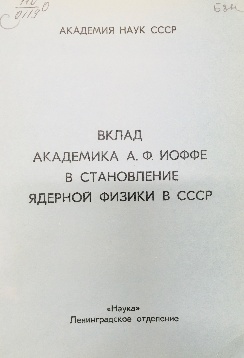 АКАДЕМИЯ НАУК СССР
ВКЛАД
АКАДЕМИКА А. Ф. ИОФФЕ
В СТАНОВЛЕНИЕ
ЯДЕРНОЙ ФИЗИКИ В СССР
«Наука»
Ленинградское отделение